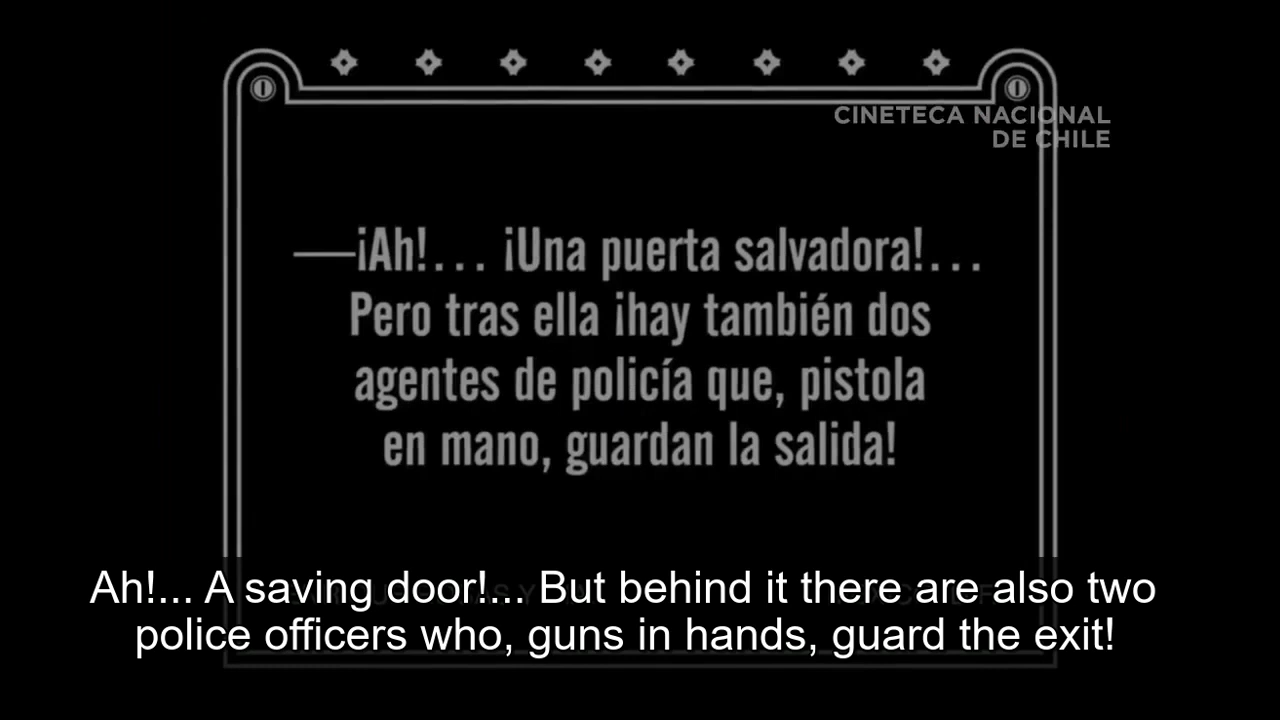 CINETECA NACIONAL
DE CHILE
—¡Ah!... ¡Una puerta salvadora!...
Pero tras ella ¡hay también dos
agentes de policía que, pistola
en mano, guardan la salida!
Ah!... A saving door!... But behind it there are also two
police officers who, guns in hands, guard the exit!